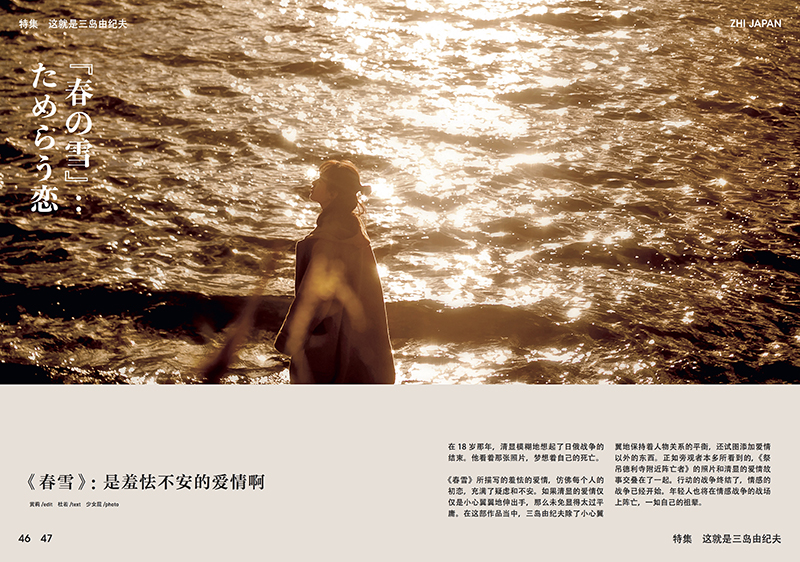 特集　这就是三岛由纪夫
ZHI JAPAN
『春の雪』：
ためらう恋
《春雪》：是羞怯不安的爱情啊
黄莉/edit　杜若/text　少女茴/photo
在 18 岁那年，清显模糊地想起了日俄战争的
结束。他看着那张照片，梦想着自己的死亡。
《春雪》所描写的羞怯的爱情，仿佛每个人的
初恋，充满了疑虑和不安。如果清显的爱情仅
仅是小心翼翼地伸出手，那么未免显得太过平
庸。在这部作品当中，三岛由纪夫除了小心翼
翼地保持着人物关系的平衡，还试图添加爱情
以外的东西。正如旁观者本多所看到的，《祭
吊德利寺附近阵亡者》的照片和清显的爱情故
事交叠在了一起。行动的战争终结了，情感的
战争已经开始。年轻人也将在情感战争的战场
上阵亡，一如自己的祖辈。
46　47
特集　这就是三岛由纪夫